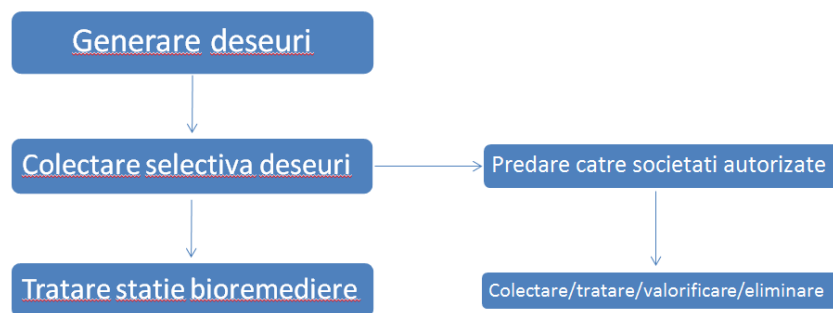 Generare deseuri
Colectare selectiva deseuri
Predare catre societati autorizate
Tratare statie bioremediere
Colectare/tratare/valorificare/eliminare